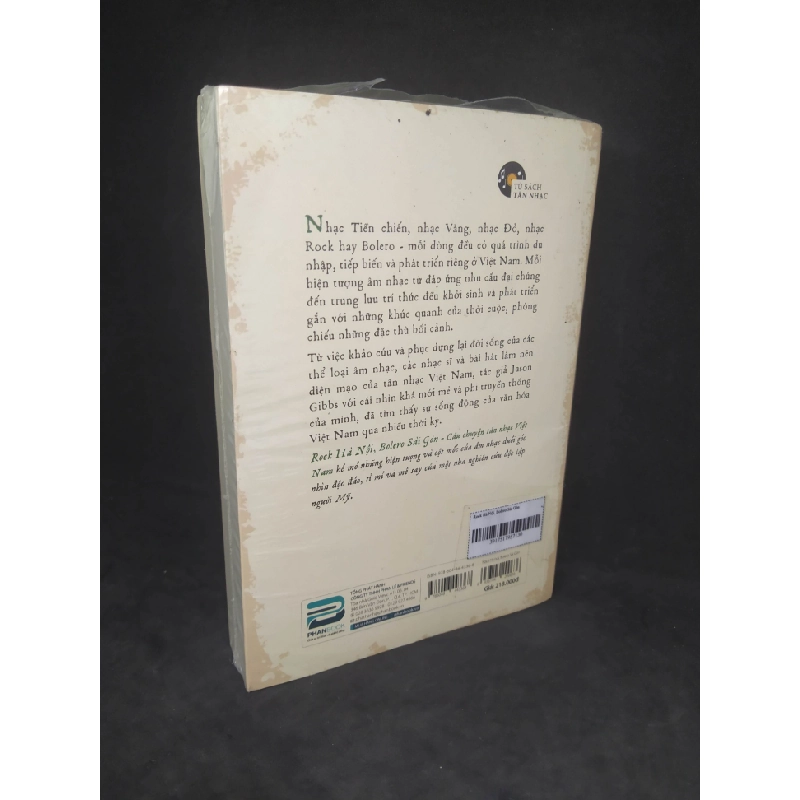 TỦ SÁCH
TÂN NHẠC
Nhạc Tiền chiến, nhạc Vàng, nhạc Đỏ, nhạc
Rock hay Bolero - mỗi dòng đều có quá trình du
nhập, tiếp biến và phát triển riêng ở Việt Nam. Mỗi
hiện tượng âm nhạc từ đáp ứng nhu cầu đại chúng
đến trung lưu trí thức đều khởi sinh và phát triển
gắn với những khúc quanh của thời cuộc, phóng
chiếu những đặc thù bối cảnh.
Từ việc khảo cứu và phục dựng lại đời sống của các
thể loại âm nhạc, các nhạc sĩ và bài hát làm nên
diện mạo của tân nhạc Việt Nam, tác giả Jason
Gibbs với cái nhìn khá mới mẻ và phi truyền thống
của mình, đã tìm thấy sự sống động của văn hóa
Việt Nam qua nhiều thời kỳ.
Rock Hà Nội, Bolero Sài Gòn - Câu chuyện tân nhạc Việt
Nam kể về những hiện tượng và cột mốc của âm nhạc dưới góc
nhìn độc đáo, tỉ mỉ và mê say của một nhà nghiên cứu độc lập
người Mỹ.
PHANBOOK